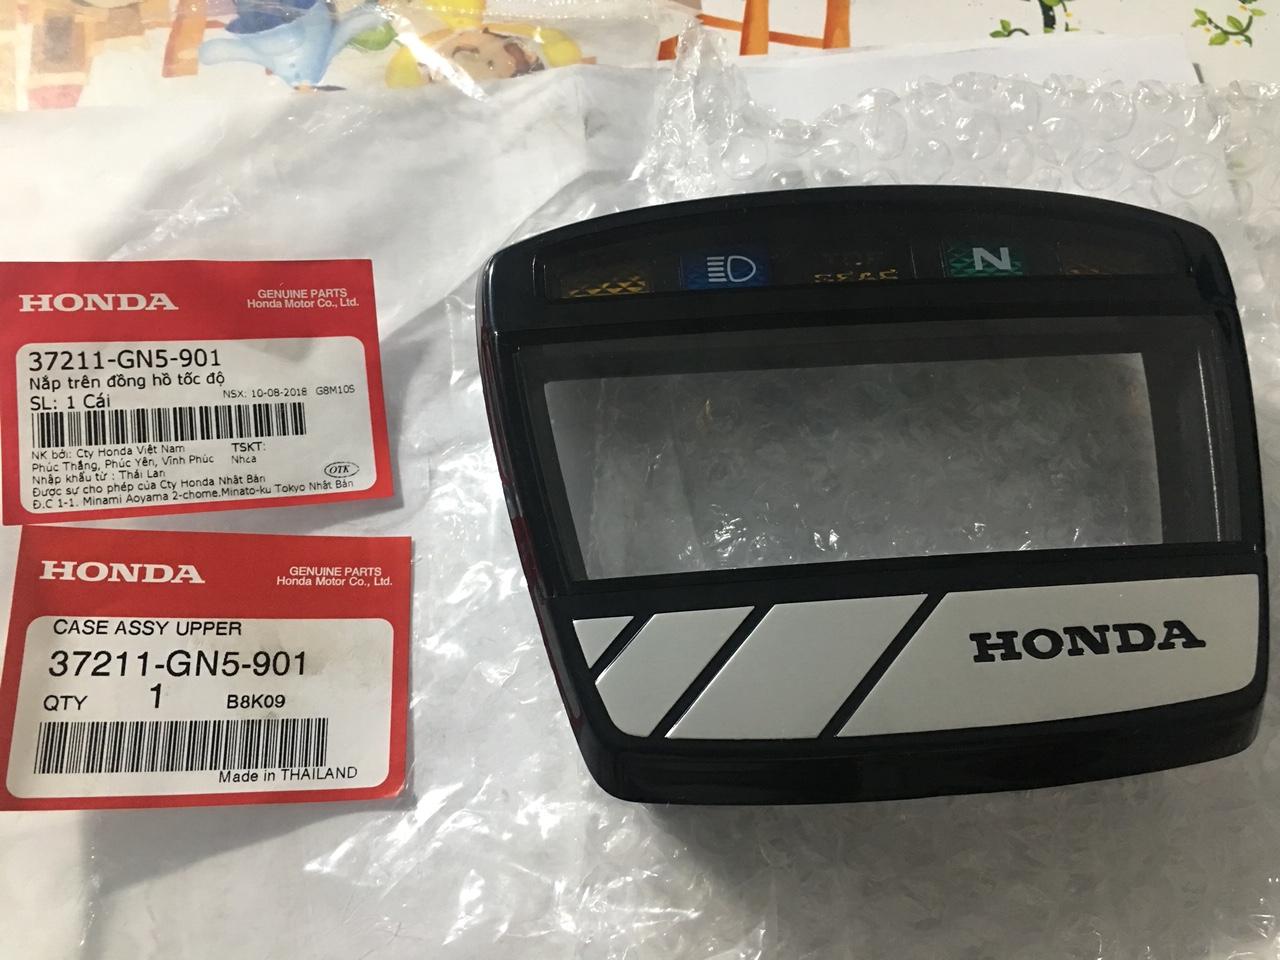 HONDA
GENUINE PARTS
Honda Motor Co., Ltd.
37211-GN5-901
Nắp trên đồng hồ tốc độ
NSX: 10-08-2018 G8M10S
SL: 1 Cái
NK bởi: Cty Honda Việt Nam
TSKT:
Phúc Thắng, Phúc Yên, Vĩnh Phúc
Nhựa
Nhập khẩu từ : Thái Lan
OTK
Được sự cho phép của Cty Honda Nhật Bản
Đ.C 1-1. Minami Aoyama 2-chome.Minato-ku Tokyo Nhật Bản
HONDA
GENUINE PARTS
Honda Motor Co., Ltd.
CASE ASSY UPPER
37211-GN5-901
QTY 1 B8K09
Made in THAILAND
TOP
GEAR
N
HONDA